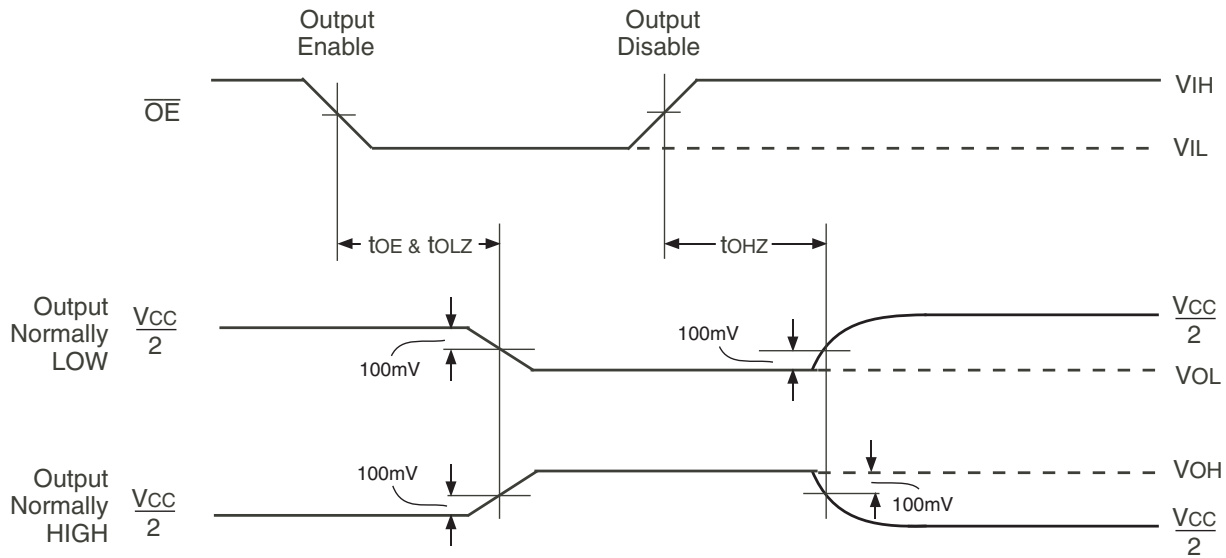 Output
Enable
Output
Disable
OE
VIH
VIL
tOE & tOLZ
tOHZ
Output
Normally
LOW
VCC
2
100mV
100mV
VCC
2
VOL
Output
Normally
HIGH
VCC
2
100mV
VOH
100mV
VCC
2